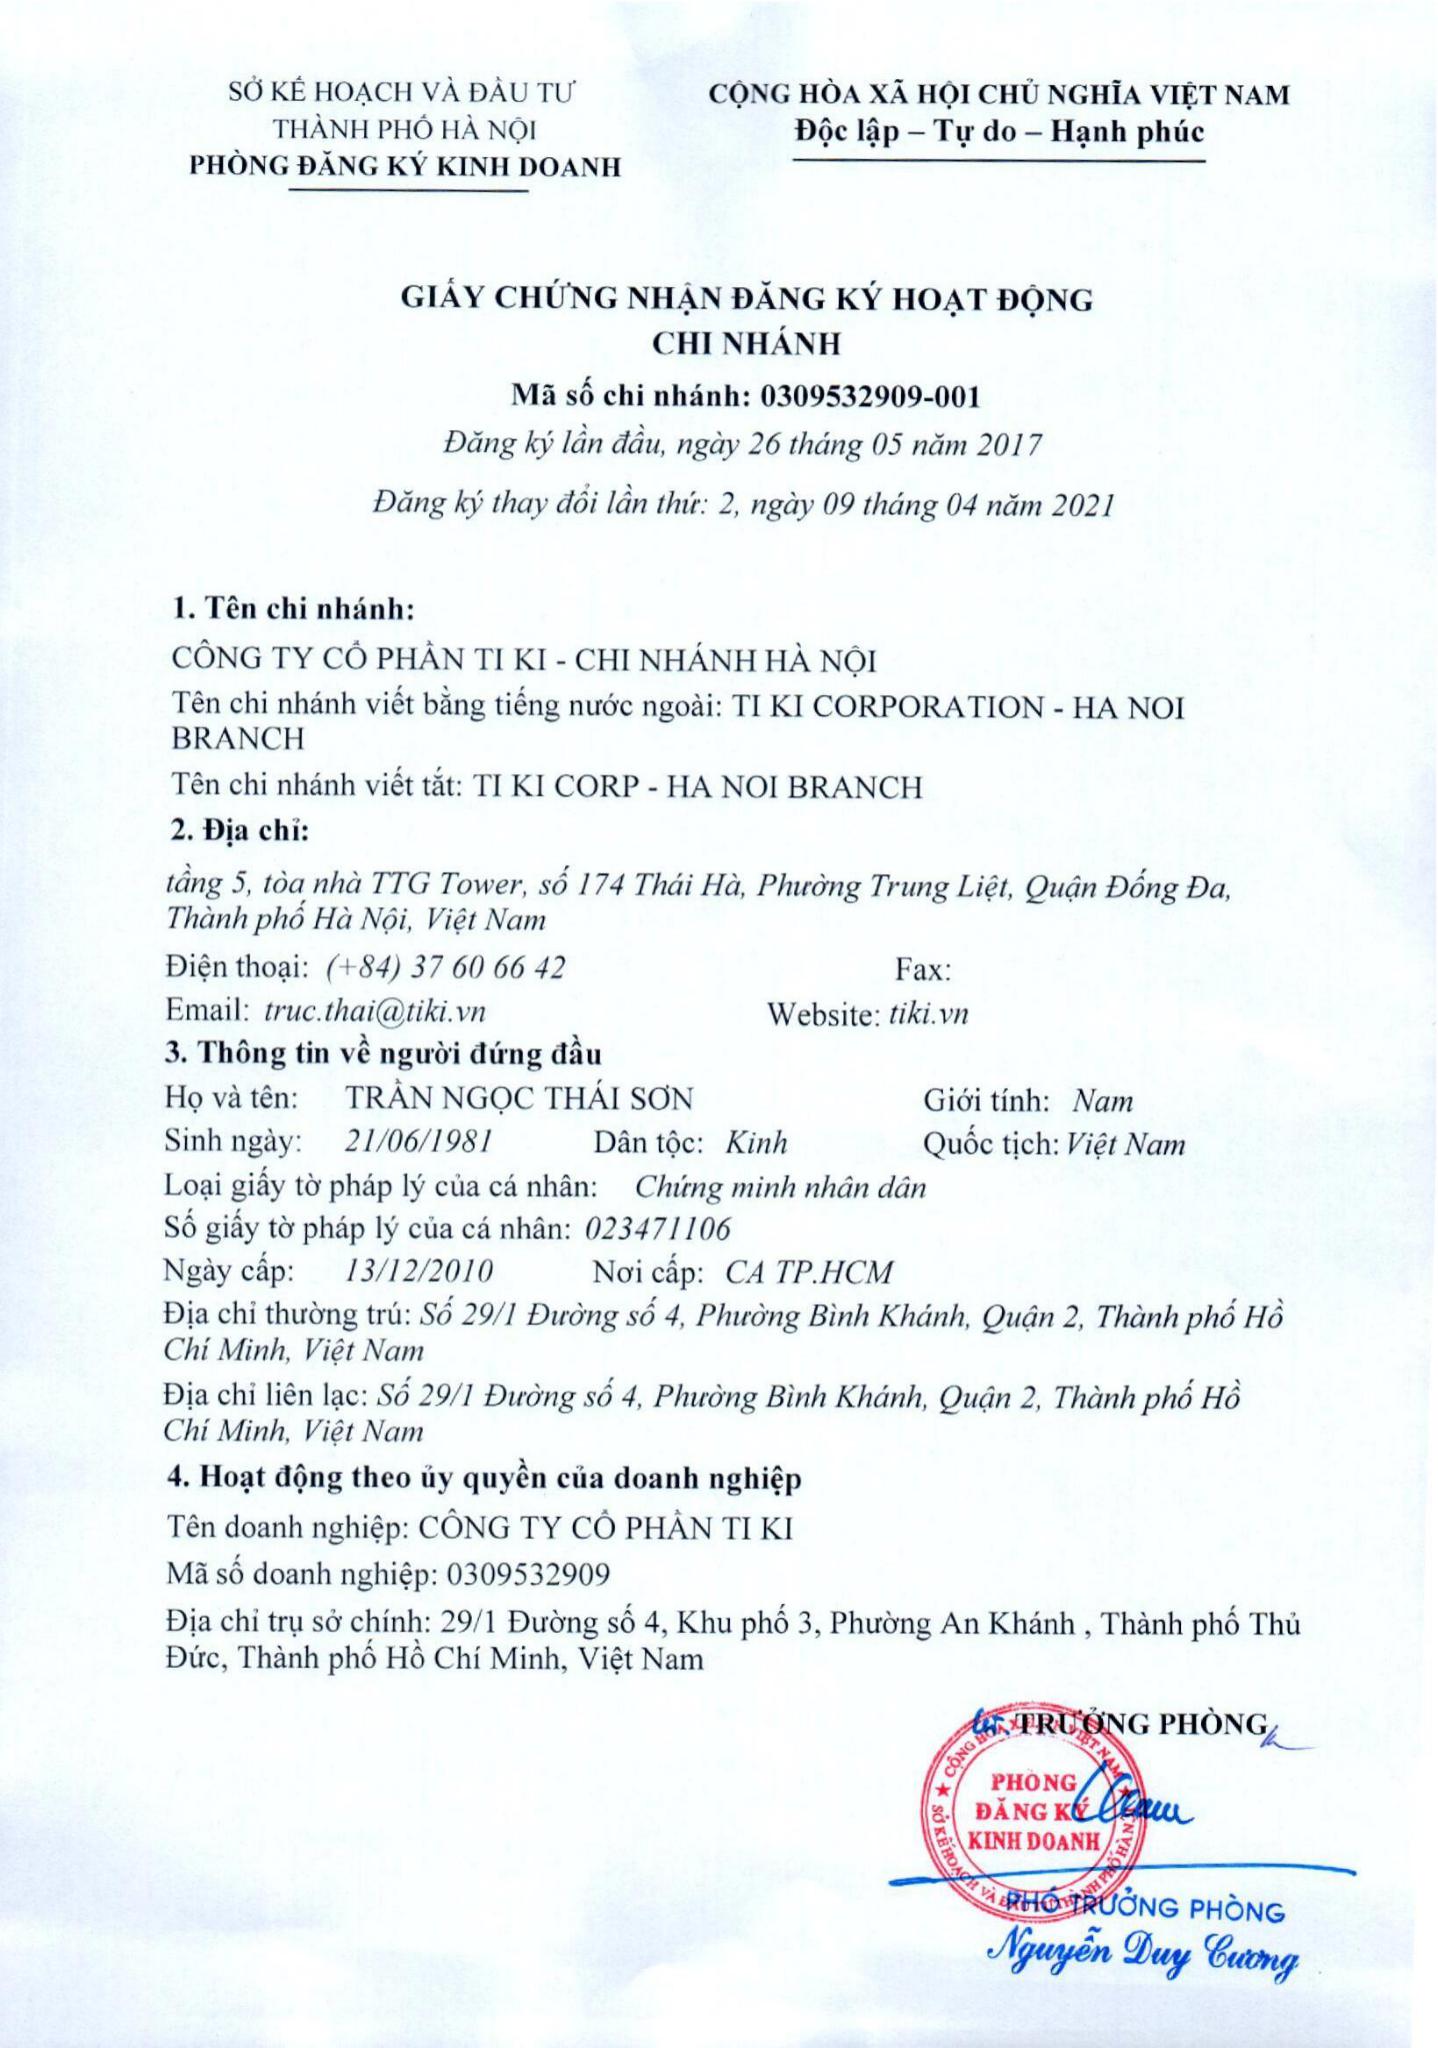 SỞ KẾ HOẠCH VÀ ĐẦU TƯ
THÀNH PHỐ HÀ NỘI
PHÒNG ĐĂNG KÝ KINH DOANH
CỘNG HÒA XÃ HỘI CHỦ NGHĨA VIỆT NAM
Độc lập – Tự do – Hạnh phúc
GIẤY CHỨNG NHẬN ĐĂNG KÝ HOẠT ĐỘNG
CHI NHÁNH
Mã số chi nhánh: 0309532909-001
Đăng ký lần đầu, ngày 26 tháng 05 năm 2017
Đăng ký thay đổi lần thứ: 2, ngày 09 tháng 04 năm 2021
1. Tên chi nhánh:
CÔNG TY CỔ PHẦN TI KI - CHI NHÁNH HÀ NỘI
Tên chi nhánh viết bằng tiếng nước ngoài: TI KI CORPORATION - HA NOI
BRANCH
Tên chi nhánh viết tắt: TI KI CORP - HA NOI BRANCH
2. Địa chỉ:
tầng 5, tòa nhà TTG Tower, số 174 Thái Hà, Phường Trung Liệt, Quận Đống Đa,
Thành phố Hà Nội, Việt Nam
Điện thoại: (+84) 37 60 66 42 Fax:
Email: truc.thai@tiki.vn Website: tiki.vn
3. Thông tin về người đứng đầu
Họ và tên: TRẦN NGỌC THÁI SƠN Giới tính: Nam
Sinh ngày: 21/06/1981 Dân tộc: Kinh Quốc tịch: Việt Nam
Loại giấy tờ pháp lý của cá nhân: Chứng minh nhân dân
Số giấy tờ pháp lý của cá nhân: 023471106
Ngày cấp: 13/12/2010 Nơi cấp: CA TP.HCM
Địa chỉ thường trú: Số 29/1 Đường số 4, Phường Bình Khánh, Quận 2, Thành phố Hồ
Chí Minh, Việt Nam
Địa chỉ liên lạc: Số 29/1 Đường số 4, Phường Bình Khánh, Quận 2, Thành phố Hồ
Chí Minh, Việt Nam
4. Hoạt động theo ủy quyền của doanh nghiệp
Tên doanh nghiệp: CÔNG TY CỔ PHẦN TI KI
Mã số doanh nghiệp: 0309532909
Địa chỉ trụ sở chính: 29/1 Đường số 4, Khu phố 3, Phường An Khánh , Thành phố Thủ
Đức, Thành phố Hồ Chí Minh, Việt Nam
TRƯỞNG PHÒNG
CỘNG HÒA X.H.C.N VIỆT NAM
PHÒNG
ĐĂNG KÝ
KINH DOANH
SỞ KẾ HOẠCH VÀ ĐẦU TƯ THÀNH PHỐ HÀ NỘI
PHÓ TRƯỞNG PHÒNG
Nguyễn Duy Cương